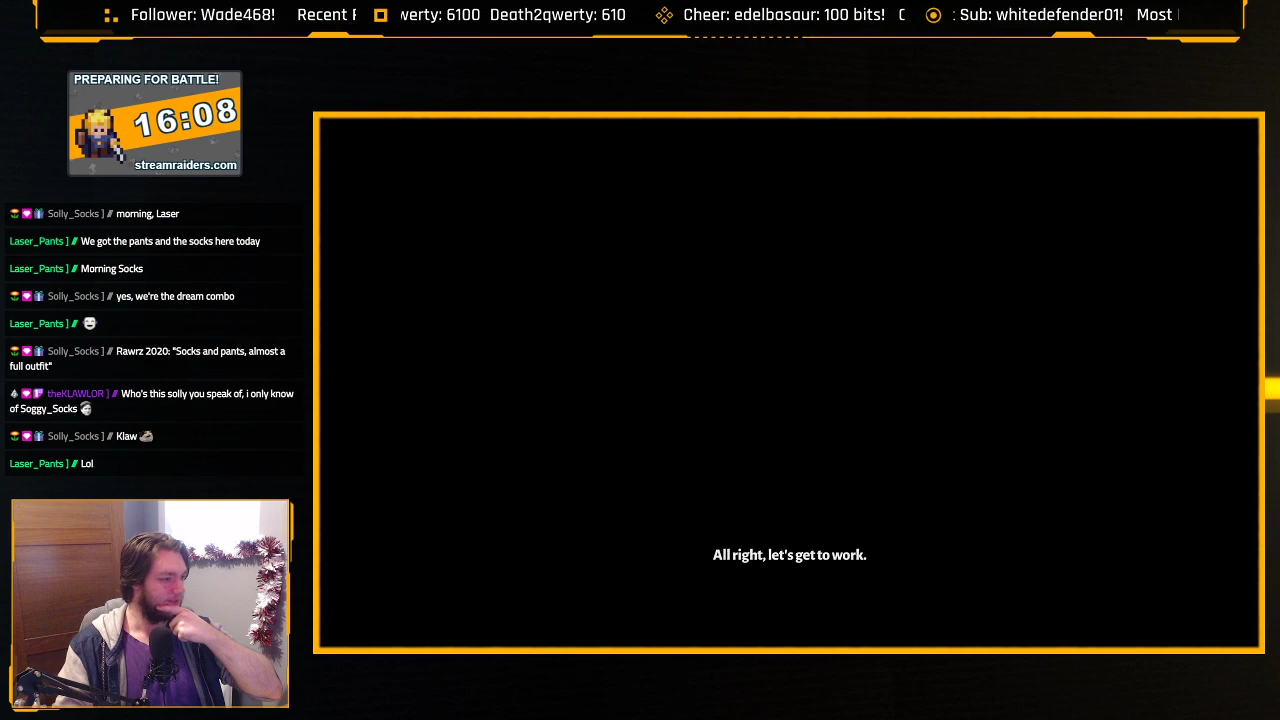 Follower: Wade468! Recent F
werty: 6100 Death2qwerty: 610
Cheer: edelbasaur: 100 bits! C
: Sub: whitedefender01! Most
PREPARING FOR BATTLE!
16:08
streamraiders.com
Solly_Socks ] // morning, Laser
Laser_Pants ] // We got the pants and the socks here today
Laser_Pants ] // Morning Socks
Solly_Socks ] // yes, we're the dream combo
Laser_Pants ] //
Solly_Socks ] // Rawrz 2020: "Socks and pants, almost a
full outfit"
theKLAWLOR ] // Who's this solly you speak of, i only know
of Soggy_Socks
Solly_Socks ] // Klaw
Laser_Pants ] // Lol
All right, let's get to work.